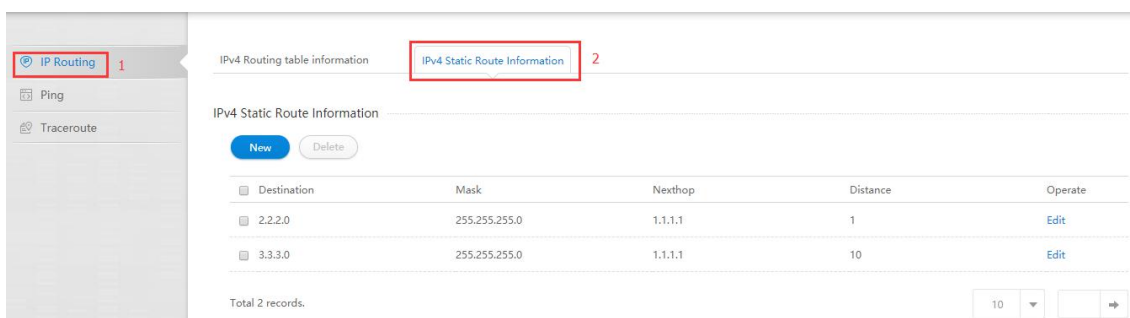 IP Routing 1
Ping
Traceroute
IPv4 Routing table information IPv4 Static Route Information 2
IPv4 Static Route Information
New Delete
Destination Mask Nexthop Distance Operate
2.2.2.0 255.255.255.0 1.1.1.1 1 Edit
3.3.3.0 255.255.255.0 1.1.1.1 10 Edit
Total 2 records. 10